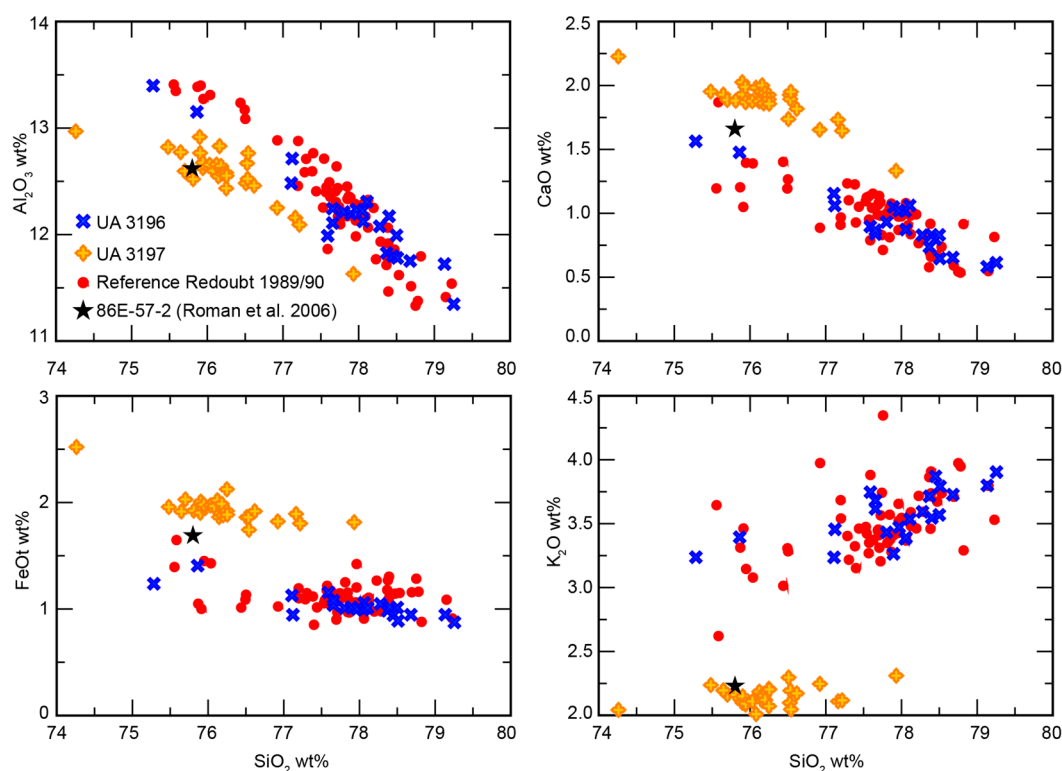 14
13
12
11
Al2O3 wt%
UA 3196
UA 3197
Reference Redoubt 1989/90
86E-57-2 (Roman et al. 2006)
74 75 76 77 78 79 80
2.5
2.0
1.5
1.0
0.5
0.0
CaO wt%
74 75 76 77 78 79 80
3
2
1
0
FeOt wt%
74 75 76 77 78 79 80
SiO2 wt%
4.5
4.0
3.5
3.0
2.5
2.0
K2O wt%
74 75 76 77 78 79 80
SiO2 wt%